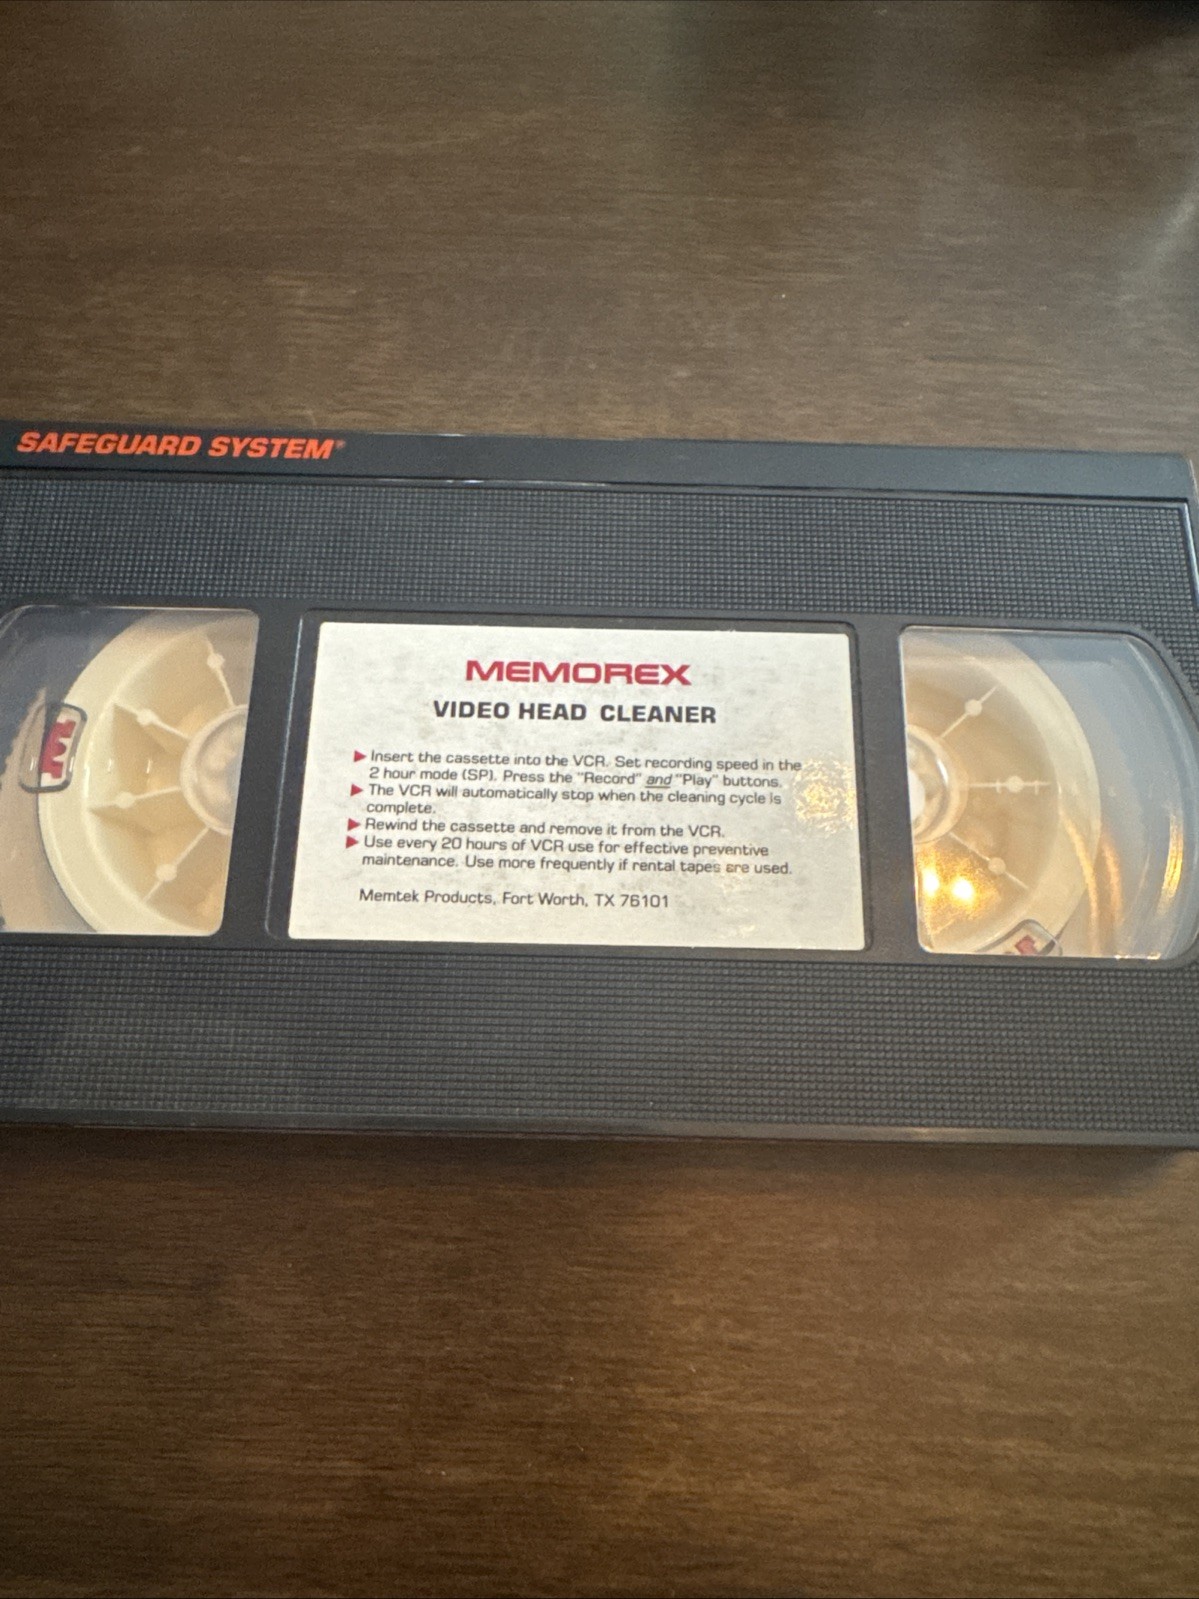 SAFEGUARD SYSTEM®
MEMOREX
VIDEO HEAD CLEANER
▶ Insert the cassette into the VCR. Set recording speed in the
2 hour mode (SP). Press the "Record" and "Play" buttons.
▶ The VCR will automatically stop when the cleaning cycle is
complete.
▶ Rewind the cassette and remove it from the VCR.
▶ Use every 20 hours of VCR use for effective preventive
maintenance. Use more frequently if rental tapes are used.
Memtek Products, Fort Worth, TX 76101
M